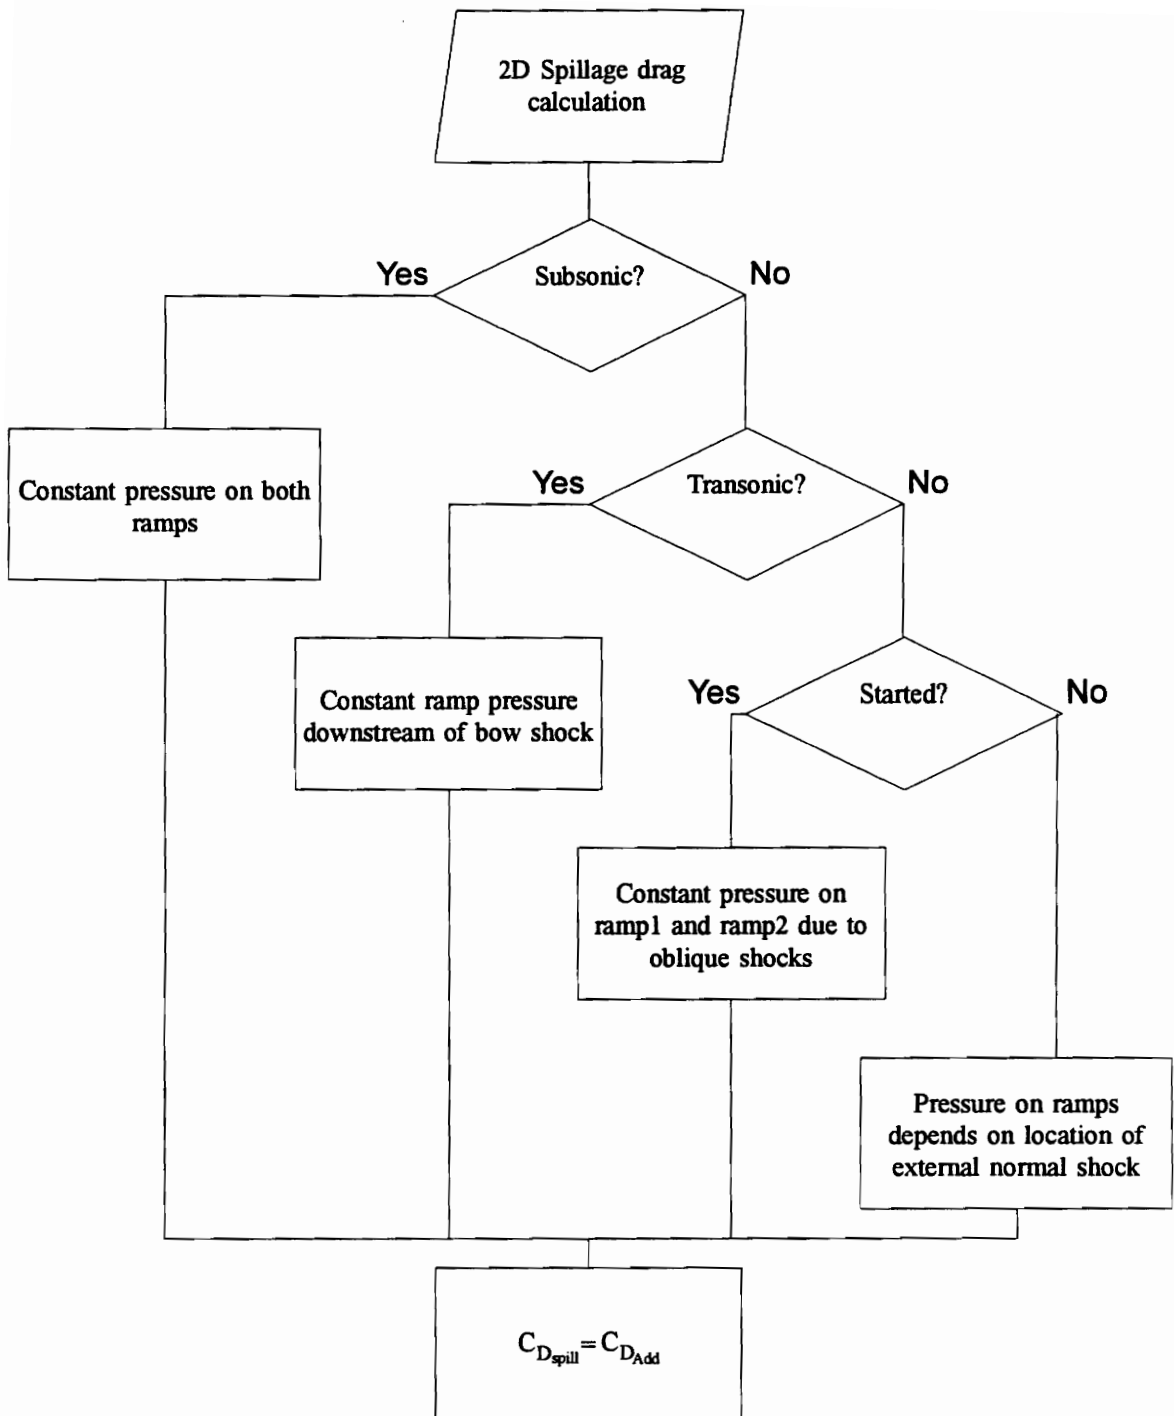 2D Spillage drag
calculation
Yes
Subsonic?
No
Constant pressure on both
ramps
Yes
Transonic?
No
Constant ramp pressure
downstream of bow shock
Yes
Started?
No
Constant pressure on
ramp1 and ramp2 due to
oblique shocks
Pressure on ramps
depends on location of
external normal shock
C_{D_{spill}} = C_{D_{Add}}